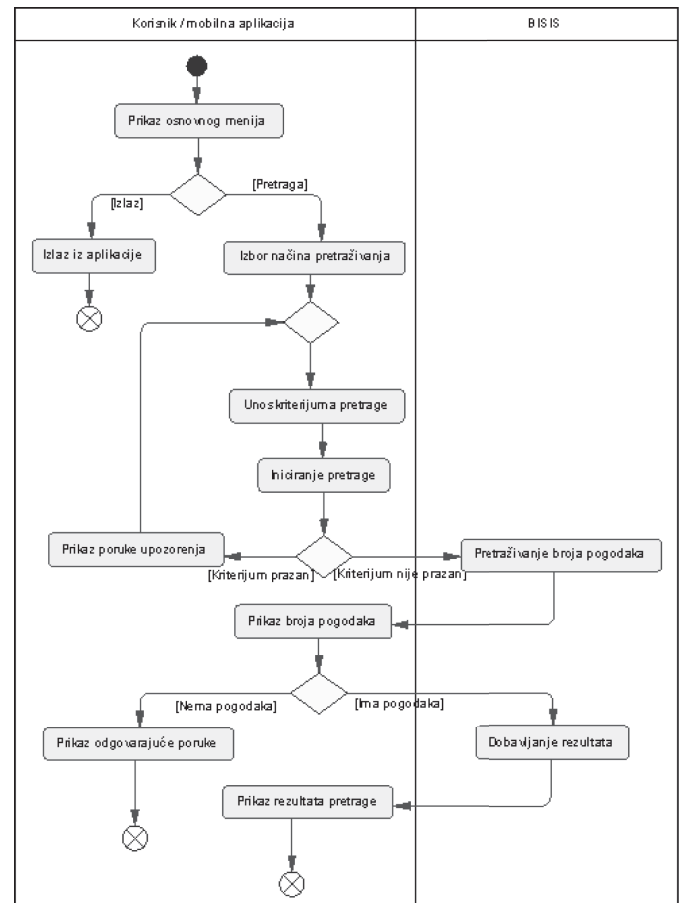 Korisnik / mobilna aplikacija
BISIS
Prikaz osnovnog menija
[Pretraga]
[Izlaz]
Izlaz iz aplikacije
Izbor načina pretraživanja
Unos kriterijuma pretrage
Iniciranje pretrage
Prikaz poruke upozorenja
Pretraživanje broja pogodaka
[Kriterijum prazan]
[Kriterijum nije prazan]
Prikaz broja pogodaka
[Nema pogodaka]
[Ima pogodaka]
Prikaz odgovarajuće poruke
Dobavljanje rezultata
Prikaz rezultata pretrage